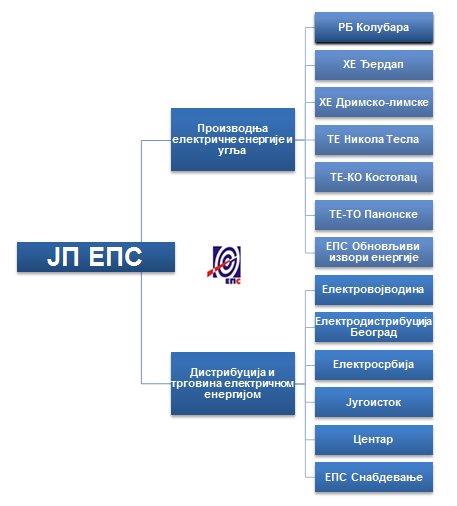 ЈП ЕПС
Производња
електричне енергије и
угља
РБ Колубара
ХЕ Ђердап
ХЕ Дримско-лимске
ТЕ Никола Тесла
ТЕ-КО Костолац
ТЕ-ТО Панонске
ЕПС Обновљиви
извори енергије
ЕПС
Дистрибуција и
трговина електричном
енергијом
Електровојводина
Електродистрибуција
Београд
Електросрбија
Југоисток
Центар
ЕПС Снабдевање